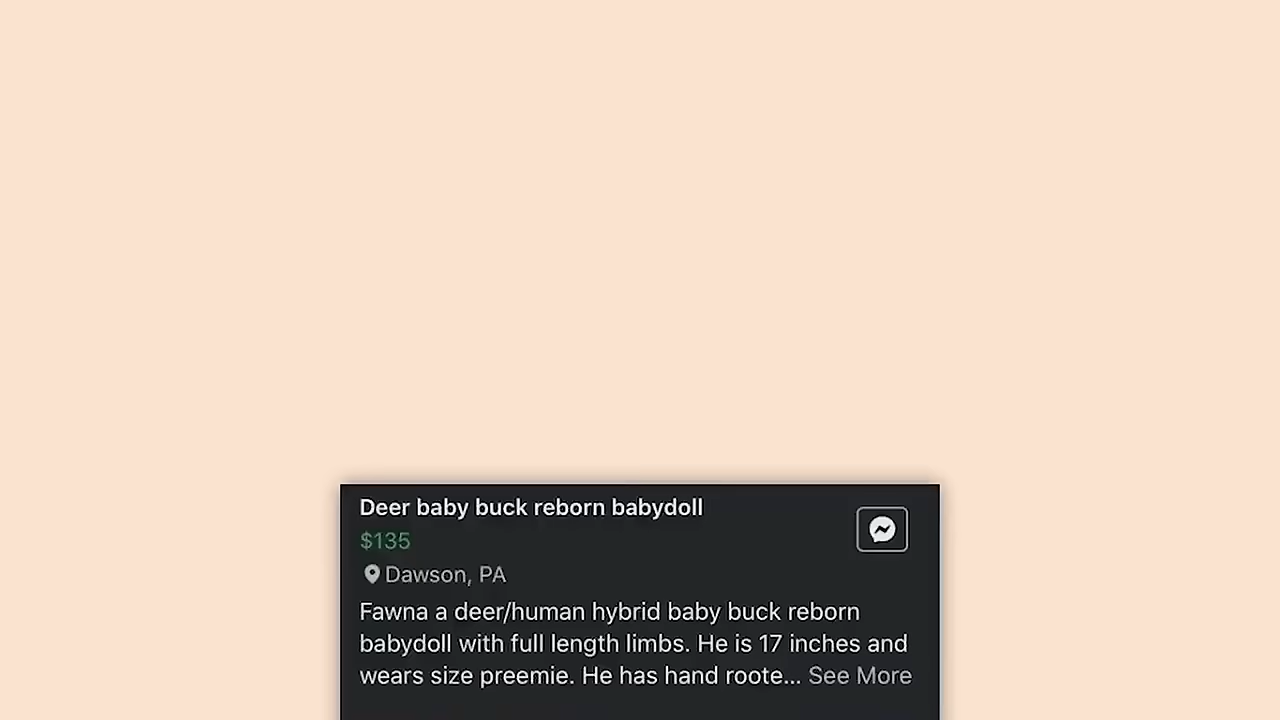 Deer baby buck reborn babydoll
$135
Dawson, PA
Fawna a deer/human hybrid baby buck reborn
babydoll with full length limbs. He is 17 inches and
wears size preemie. He has hand roote... See More